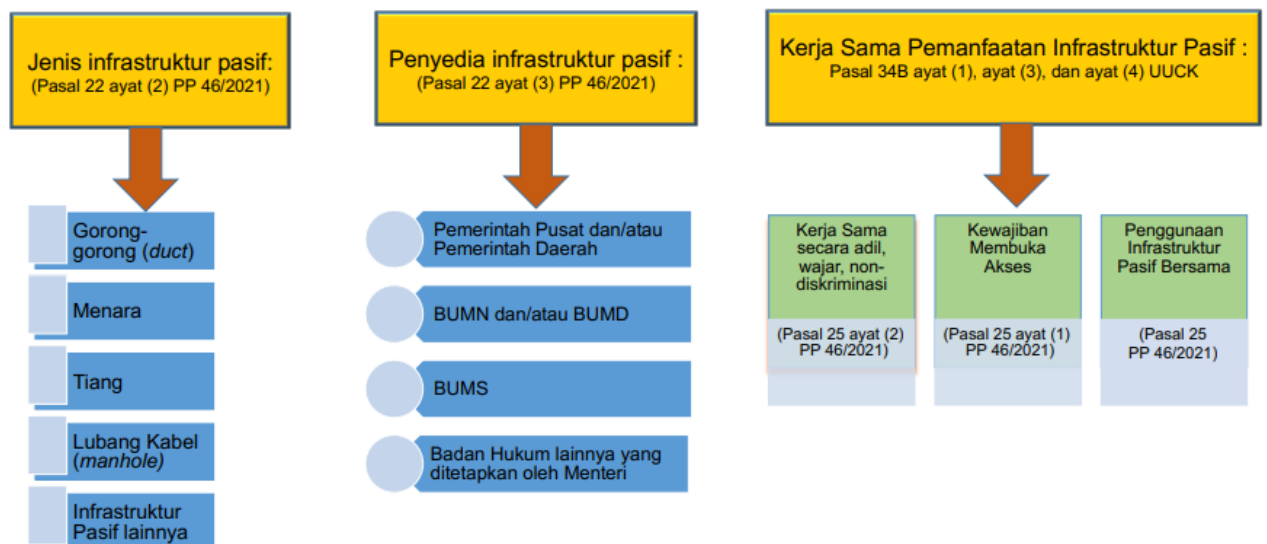 Jenis infrastruktur pasif:
(Pasal 22 ayat (2) PP 46/2021)
Gorong-
gorong (duct)
Menara
Tiang
Lubang Kabel
(manhole)
Infrastruktur
Pasif lainnya
Penyedia infrastruktur pasif :
(Pasal 22 ayat (3) PP 46/2021)
Pemerintah Pusat dan/atau
Pemerintah Daerah
BUMN dan/atau BUMD
BUMS
Badan Hukum lainnya yang
ditetapkan oleh Menteri
Kerja Sama Pemanfaatan Infrastruktur Pasif :
Pasal 34B ayat (1), ayat (3), dan ayat (4) UUCK
Kerja Sama
secara adil,
wajar, non-
diskriminasi
(Pasal 25 ayat (2)
PP 46/2021)
Kewajiban
Membuka
Akses
(Pasal 25 ayat (1)
PP 46/2021)
Penggunaan
Infrastruktur
Pasif Bersama
(Pasal 25
PP 46/2021)